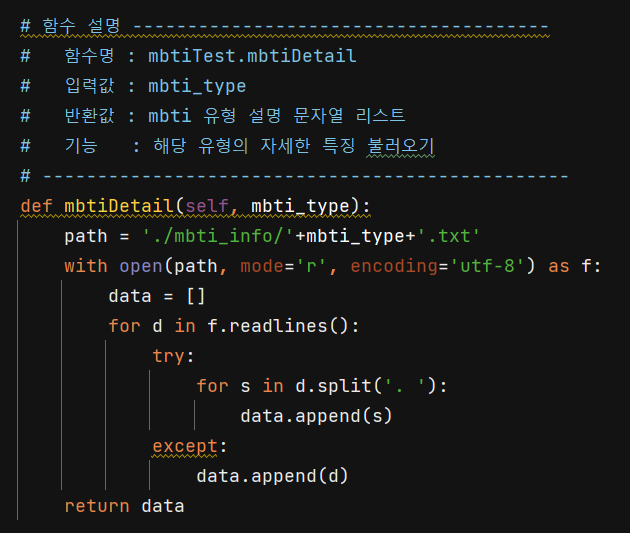 # 함수 설명 --------------------------------------
#   함수명 : mbtiTest.mbtiDetail
#   입력값 : mbti_type
#   반환값 : mbti 유형 설명 문자열 리스트
#   기능   : 해당 유형의 자세한 특징 불러오기
# ------------------------------------------------
def mbtiDetail(self, mbti_type):
    path = './mbti_info/'+mbti_type+'.txt'
    with open(path, mode='r', encoding='utf-8') as f:
        data = []
        for d in f.readlines():
            try:
                for s in d.split('. '):
                    data.append(s)
            except:
                data.append(d)
    return data